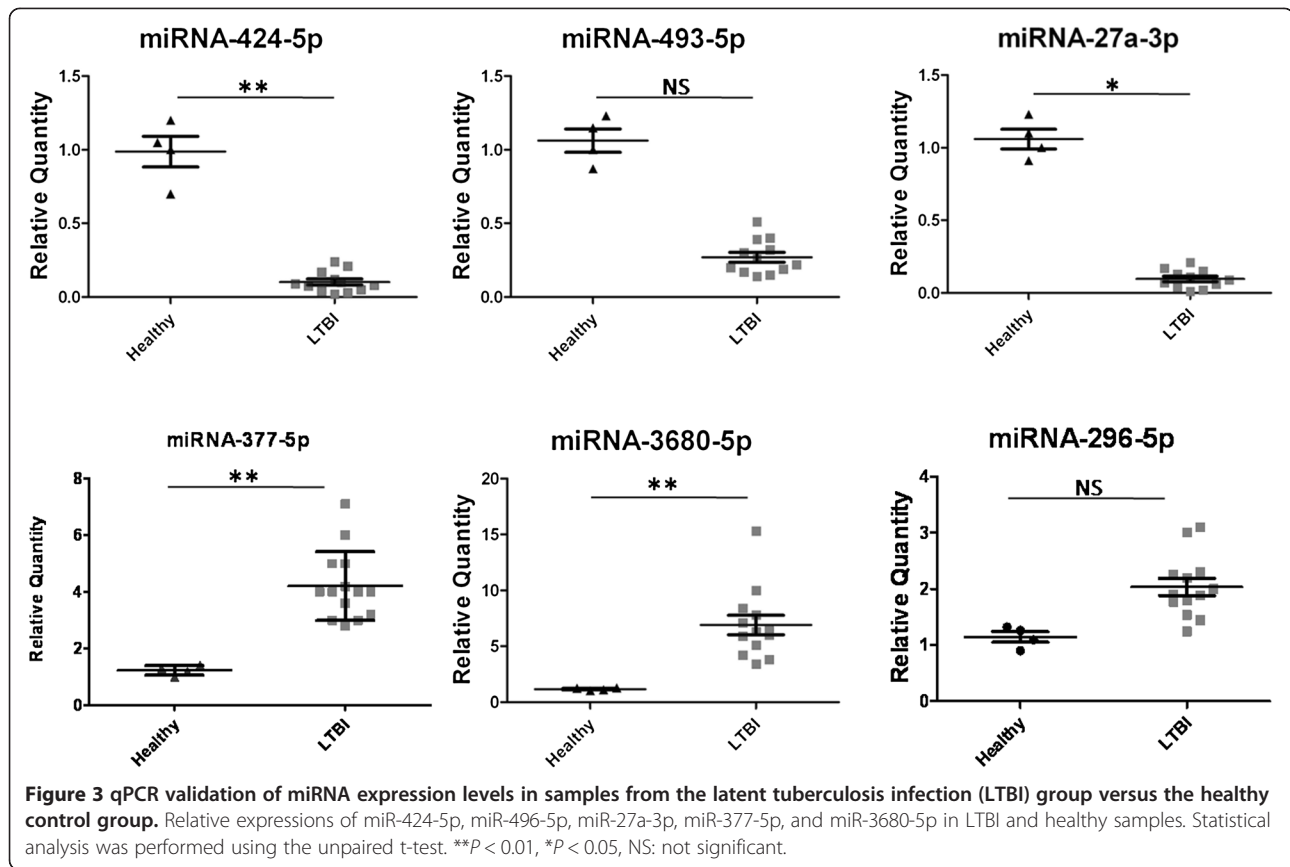 miRNA-424-5p
1.5
1.0
0.5
0.0
Relative Quantity
**
Healthy
LTBI
miRNA-493-5p
1.5
1.0
0.5
0.0
Relative Quantity
NS
Healthy
LTBI
miRNA-27a-3p
1.5
1.0
0.5
0.0
Relative Quantity
*
Healthy
LTBI
miRNA-377-5p
8
6
4
2
0
Relative Quantity
**
Healthy
LTBI
miRNA-3680-5p
20
15
10
5
0
Relative Quantity
**
Healthy
LTBI
miRNA-296-5p
4
3
2
1
0
Relative Quantity
NS
Healthy
LTBI
Figure 3 qPCR validation of miRNA expression levels in samples from the latent tuberculosis infection (LTBI) group versus the healthy
control group. Relative expressions of miR-424-5p, miR-496-5p, miR-27a-3p, miR-377-5p, and miR-3680-5p in LTBI and healthy samples. Statistical
analysis was performed using the unpaired t-test. **P < 0.01, *P < 0.05, NS: not significant.